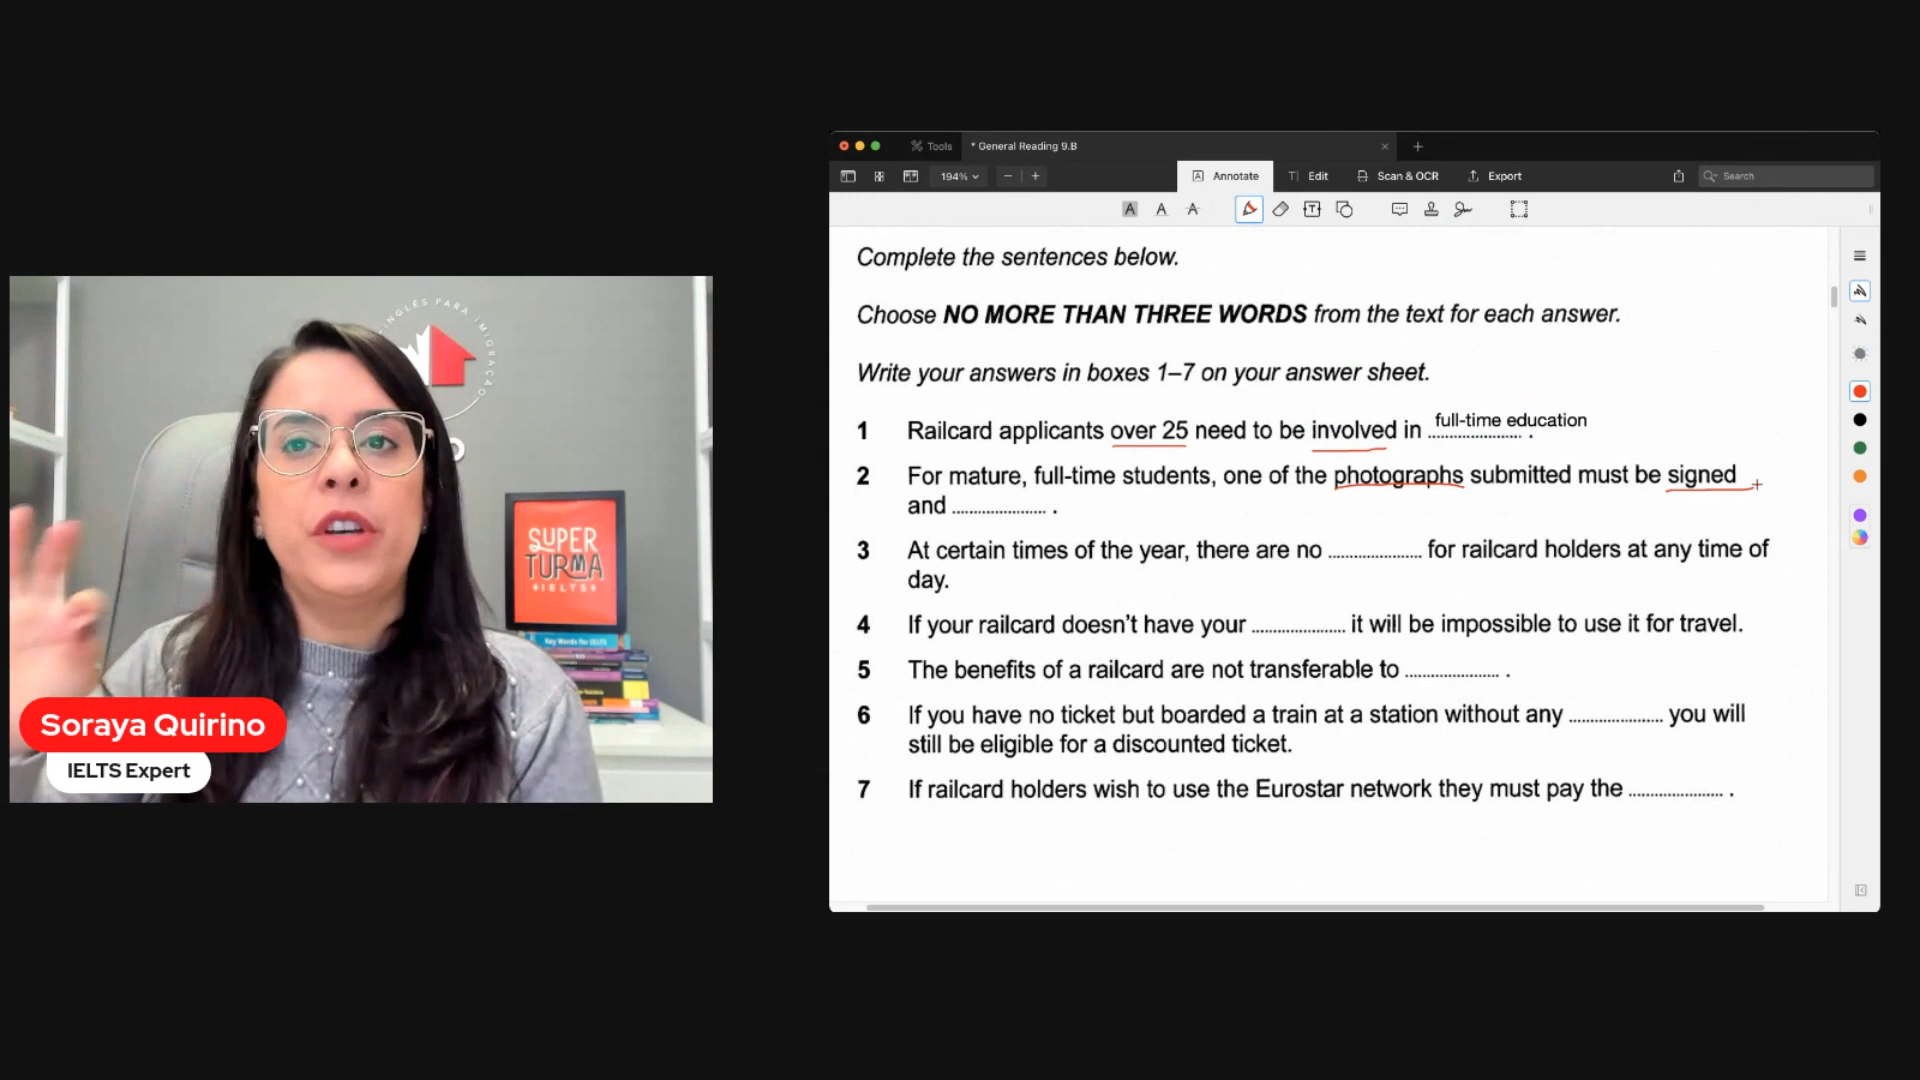 Tools
* General Reading 9.B
194%
Annotate
Edit
Scan & OCR
Export
Search
Complete the sentences below.
Choose NO MORE THAN THREE WORDS from the text for each answer.
Write your answers in boxes 1–7 on your answer sheet.
1 Railcard applicants over 25 need to be involved in full-time education .
2 For mature, full-time students, one of the photographs submitted must be signed
and ..................... .
3 At certain times of the year, there are no ..................... for railcard holders at any time of
day.
4 If your railcard doesn't have your ..................... it will be impossible to use it for travel.
5 The benefits of a railcard are not transferable to ..................... .
6 If you have no ticket but boarded a train at a station without any ..................... you will
still be eligible for a discounted ticket.
7 If railcard holders wish to use the Eurostar network they must pay the ..................... .
INGLÊS PARA IMIGRAÇÃO
SUPER
TURMA
+IELTS+
Key Words for IELTS
Soraya Quirino
IELTS Expert